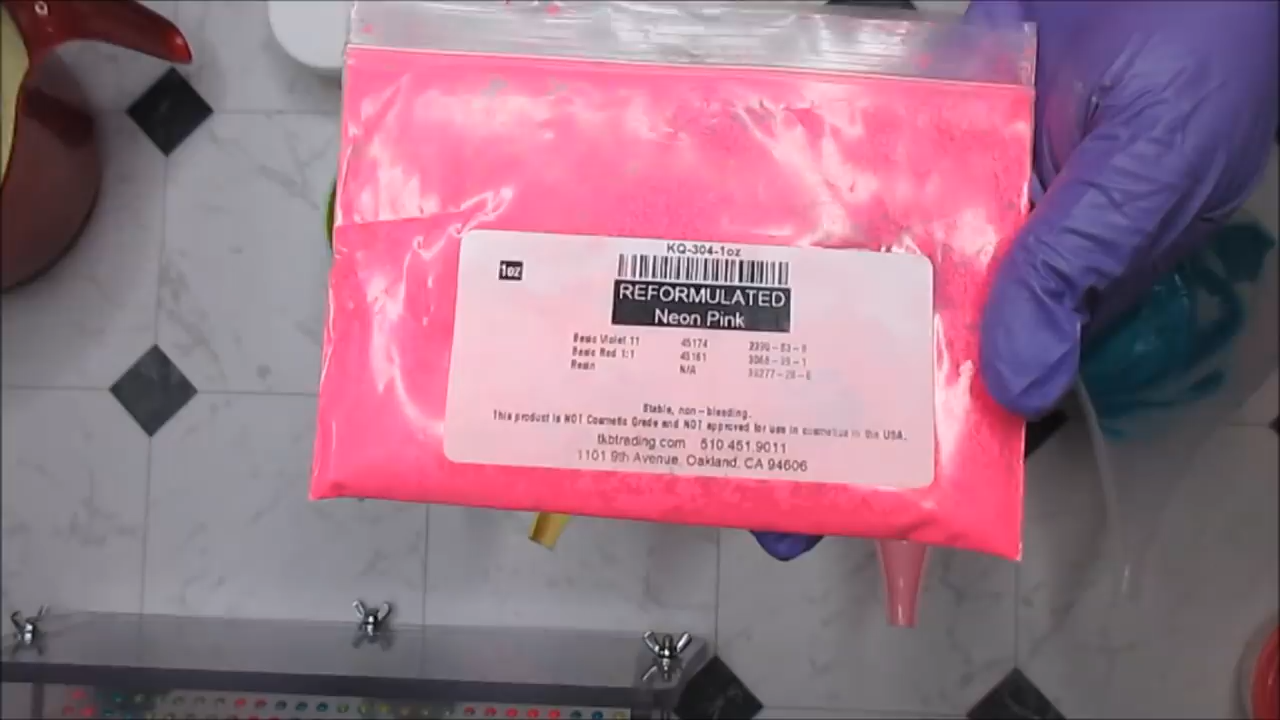 KQ-304-1oz
1oz
REFORMULATED
Neon Pink
Basic Violet 11 45174
Basic Red 1:1 45161
Resin N/A
Stable, non-bleeding.
This product is NOT Cosmetic Grade and NOT approved for use in cosmetics in the USA.
tkbtrading.com 510.451.9011
1101 9th Avenue, Oakland, CA 94606